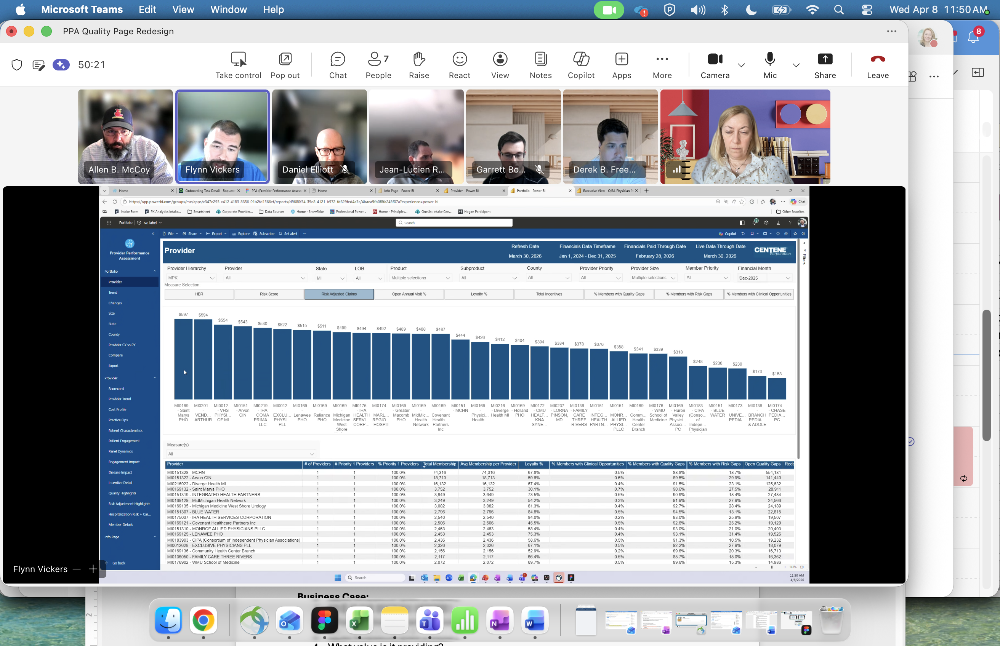 Microsoft Teams Edit View Window Help
Wed Apr 8 11:50 AM
PPA Quality Page Redesign
8
50:21
Take control Pop out Chat People 7 Raise React View Notes Copilot Apps More Camera Mic Share Leave
Allen B. McCoy
Flynn Vickers
Daniel Elliott
Jean-Lucien R...
Garrett Bo...
Derek B. Free...
Home
Onboarding Task Detail - Request
PPA (Provider Performance Assess
Home
Info Page - Power BI
Provider - Power BI
Portfolio - Power BI
Executive View - Q,RA Physician P
https://app.powerbi.com/groups/me/apps/c347e293-c412-4183-8656-01b2fd1566ef/reports/d9680f34-39e8-4121-b972-fd629fed4a7c/4baea9fb0f8fa245f07a?experience=power-bi
Chat
Intake Form PX Analytics Intake... Smartsheet Corporate Provider... Data Sources Home - Snowflake Professional Power... Home - Principles... OneList Intake Cen... Hogan Participant Other favorites
Portfolio No label Search
File Share Export Explore Subscribe Set alert Copilot
Provider Performance
Assessment
Portfolio
Provider
Trend
Changes
Size
State
County
Provider CY vs PY
Compare
Export
Provider
Scorecard
Provider Trend
Cost Profile
Practice Ops
Patient Characteristics
Patient Engagement
Panel Dynamics
Engagement Impact
Disease Impact
Incentive Detail
Quality Highlights
Risk Adjustment Highlights
Hospitalization Risk + Car...
Member Details
Info Page
Go back
Provider
Refresh Date
March 30, 2026
Financials Data Timeframe
Jan 1, 2024 - Dec 31, 2025
Financials Paid Through Date
February 28, 2026
Live Data Through Date
March 30, 2026
CENTENE
Corporation
Filters
Provider Hierarchy Provider State LOB Product Subproduct County Provider Priority Provider Size Member Priority Financial Month
MPK All MI All Multiple selections All All All Multiple selections All Dec-2025
Measure Selection:
HBR Risk Score Risk Adjusted Claims Open Annual Visit % Loyalty % Total Incentives % Members with Quality Gaps % Members with Risk Gaps % Members with Clinical Opportunities
$597 $594 $554 $543 $530 $522 $515 $511 $499 $494 $492 $489 $488 $487 $444 $426 $412 $404 $394 $384 $378 $376 $358 $341 $339 $318 $248 $236 $230 $173 $158
MI0169... - Saint Marys PHO
MI0201... - VEND... ARTHUR
MI0012... - VHS PHYSI... OF MI
MI0151... - Arvon CIN
MI0219... - IHA OOMA PRIMA... LLC
MI0012... - EXCLU... PHYSI... PLL
MI0169... - Lenawee PHO
MI0169... - Reliance PHO
MI0169... - Michigan Medicine West Shore
MI0175... - IHA HEALTH SERVI... CORP...
MI0174... - MARL... REGIO... HOSPIT
MI0169... - Greater Macomb PHO
MI0169... - MidMic... Health Network
MI0169... - Covenant Health... Partners Inc
MI0151... - MCHN
MI0169... - Physici... Health...
MI0216... - Diverge Health MI
MI0169... - Holland PHO
MI0172... - CMU HEALT... KNA SYNE...
MI0237... - LORNA PINSON, MD
MI0136... - FAMILY CARE THREE RIVERS
MI0151... - INTEG... HEALTH PARTN...
MI0151... - MONR... ALLIED PHYSI... PLLC
MI0169... - Comm... Health Center Branch
MI0176... - WMU School of Medicine
MI0169... - Huron Valley Physici... Associ... PC
MI0183... - CIPA (Conso... of Indepe... Physician
MI0151... - BLUE WATER
MI0173... - UNIVE... PEDIA...
MI0136... - BRANCH PEDIA... & ADOLE
MI0174... - CHASE PEDIA... PC
Measure(s)
All
Provider # of Providers # Priority 1 Providers % Priority 1 Providers Total Membership Avg Membership per Provider Loyalty % % Members with Clinical Opportunities % Members with Quality Gaps % Members with Risk Gaps Open Quality Gaps Redc
MI0151328 - MCHN 1 1 100.0% 74,316 74,316 67.8% 0.5% 88.8% 18.7% 554,181
MI0151322 - Arvon CIN 1 1 100.0% 18,713 18,713 59.6% 0.6% 89.5% 29.9% 141,440
MI0216922 - Diverge Health MI 1 1 100.0% 16,132 16,132 67.4% 0.4% 91.5% 23.1% 125,632
MI0169132 - Saint Marys PHO 1 1 100.0% 3,752 3,752 30.1% 0.7% 90.6% 27.5% 28,911
MI0151319 - INTEGRATED HEALTH PARTNERS 1 1 100.0% 3,649 3,649 73.5% 0.5% 90.9% 18.4% 27,484
MI0169129 - MidMichigan Health Network 1 1 100.0% 3,249 3,249 54.2% 0.3% 91.9% 27.9% 24,566
MI0169135 - Michigan Medicine West Shore Urology 1 1 100.0% 3,082 3,082 81.3% 0.4% 92.7% 28.4% 24,189
MI0151307 - BLUE WATER 1 1 100.0% 2,796 2,796 84.8% 0.5% 94.5% 13.1% 22,815
MI0175037 - IHA HEALTH SERVICES CORPORATION 1 1 100.0% 2,540 2,540 84.0% 0.2% 93.0% 25.9% 19,507
MI0169121 - Covenant Healthcare Partners Inc 1 1 100.0% 2,506 2,506 45.5% 0.5% 92.6% 25.2% 19,129
MI0151310 - MONROE ALLIED PHYSICIANS PLLC 1 1 100.0% 2,463 2,463 58.4% 0.4% 93.0% 21.0% 20,403
MI0169125 - LENAWEE PHO 1 1 100.0% 2,453 2,453 75.3% 0.4% 93.1% 31.4% 19,526
MI0183903 - CIPA (Consortium of Independent Physician Associations) 1 1 100.0% 2,436 2,436 58.6% 0.5% 91.3% 10.5% 19,232
MI0012628 - EXCLUSIVE PHYSICIANS PLL 1 1 100.0% 2,326 2,326 67.1% 0.5% 92.2% 27.9% 18,079
MI0169136 - Community Health Center Branch 1 1 100.0% 2,156 2,156 52.9% 0.2% 89.8% 20.3% 16,713
MI0136050 - FAMILY CARE THREE RIVERS 1 1 100.0% 2,117 2,117 66.4% 0.5% 88.7% 18.0% 16,362
MI0176902 - WMU School of Medicine 1 1 100.0% 2,072 2,072 69.7% 0.5% 89.6% 15.3% 14,986
141%
Flynn Vickers
Search
11:50 AM
4/8/2026
Business Case:
2
4. What value is it providing?